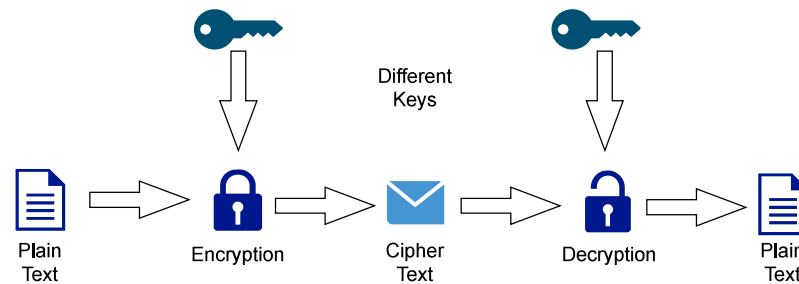 Different
Keys
Plain
Text
Encryption
Cipher
Text
Decryption
Plain
Text